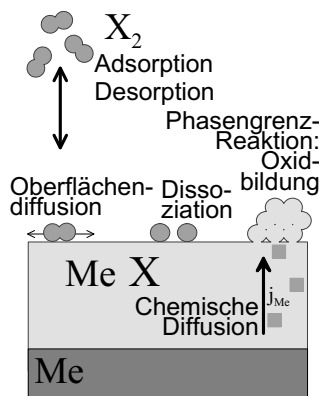 X₂
Adsorption
Desorption
Phasengrenz-
Reaktion:
Oxid-
bildung
Oberflächen-
diffusion
Disso-
ziation
Me X
Chemische
Diffusion
jMe
Me